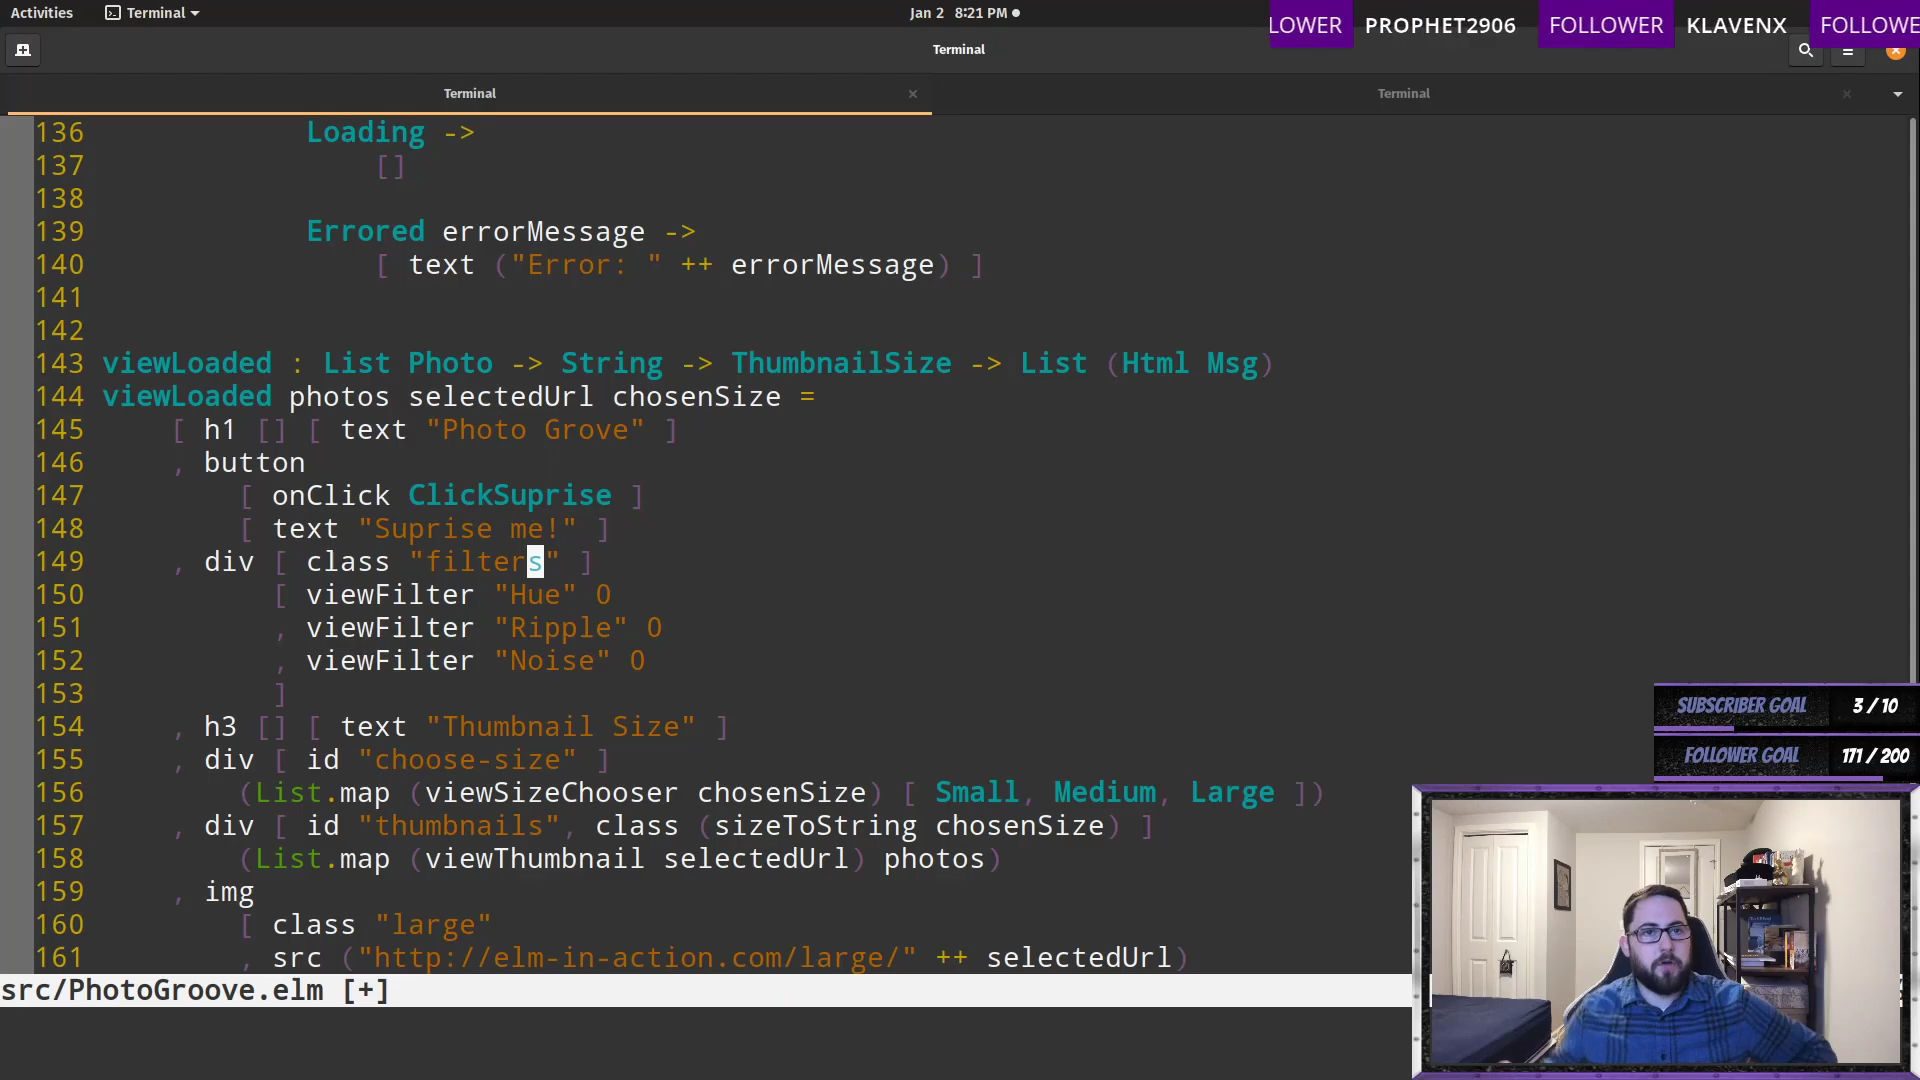 Activities
Terminal
Jan 2 8:21 PM
LOWER PROPHET2906 FOLLOWER KLAVENX FOLLOWE
Terminal
Terminal
Terminal
136 Loading ->
137 []
138
139 Errored errorMessage ->
140 [ text ("Error: " ++ errorMessage) ]
141
142
143 viewLoaded : List Photo -> String -> ThumbnailSize -> List (Html Msg)
144 viewLoaded photos selectedUrl chosenSize =
145 [ h1 [] [ text "Photo Grove" ]
146 , button
147 [ onClick ClickSuprise ]
148 [ text "Suprise me!" ]
149 , div [ class "filters" ]
150 [ viewFilter "Hue" 0
151 , viewFilter "Ripple" 0
152 , viewFilter "Noise" 0
153 ]
154 , h3 [] [ text "Thumbnail Size" ]
155 , div [ id "choose-size" ]
156 (List.map (viewSizeChooser chosenSize) [ Small, Medium, Large ])
157 , div [ id "thumbnails", class (sizeToString chosenSize) ]
158 (List.map (viewThumbnail selectedUrl) photos)
159 , img
160 [ class "large"
161 , src ("http://elm-in-action.com/large/" ++ selectedUrl)
src/PhotoGroove.elm [+]
SUBSCRIBER GOAL 3 / 10
FOLLOWER GOAL 171 / 200